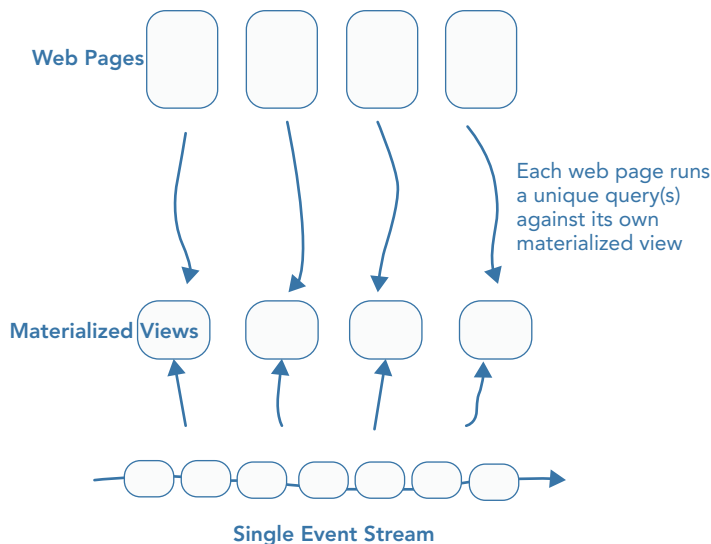 Web Pages
Each web page runs
a unique query(s)
against its own
materialized view
Materialized Views
Single Event Stream